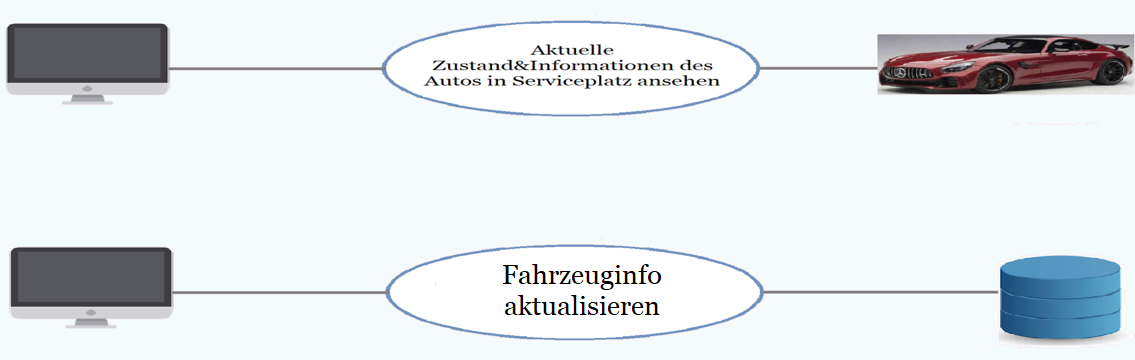 Aktuelle
Zustand&Informationen des
Autos in Serviceplatz ansehen
Fahrzeuginfo
aktualisieren